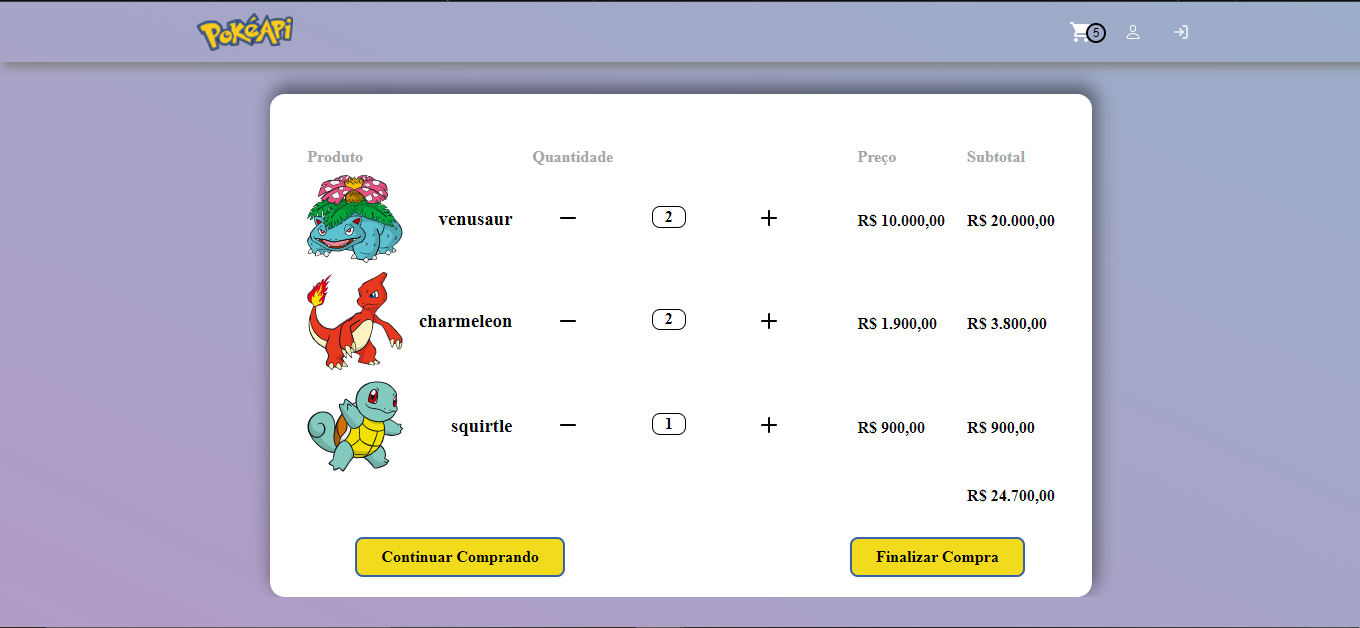 PokéApi
5
Produto Quantidade Preço Subtotal
venusaur 2 R$ 10.000,00 R$ 20.000,00
charmeleon 2 R$ 1.900,00 R$ 3.800,00
squirtle 1 R$ 900,00 R$ 900,00
R$ 24.700,00
Continuar Comprando Finalizar Compra